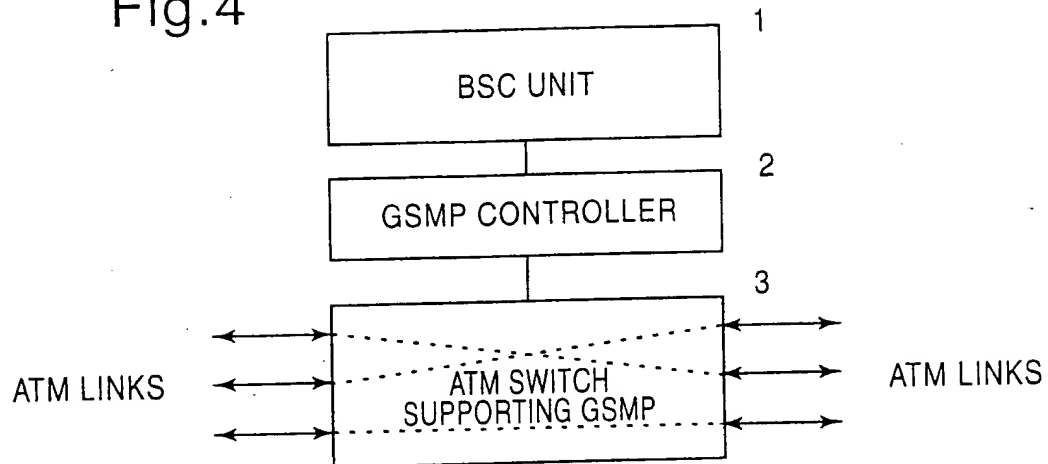 Fig.4
1
BSC UNIT
2
GSMP CONTROLLER
3
ATM LINKS
ATM SWITCH
SUPPORTING GSMP
ATM LINKS